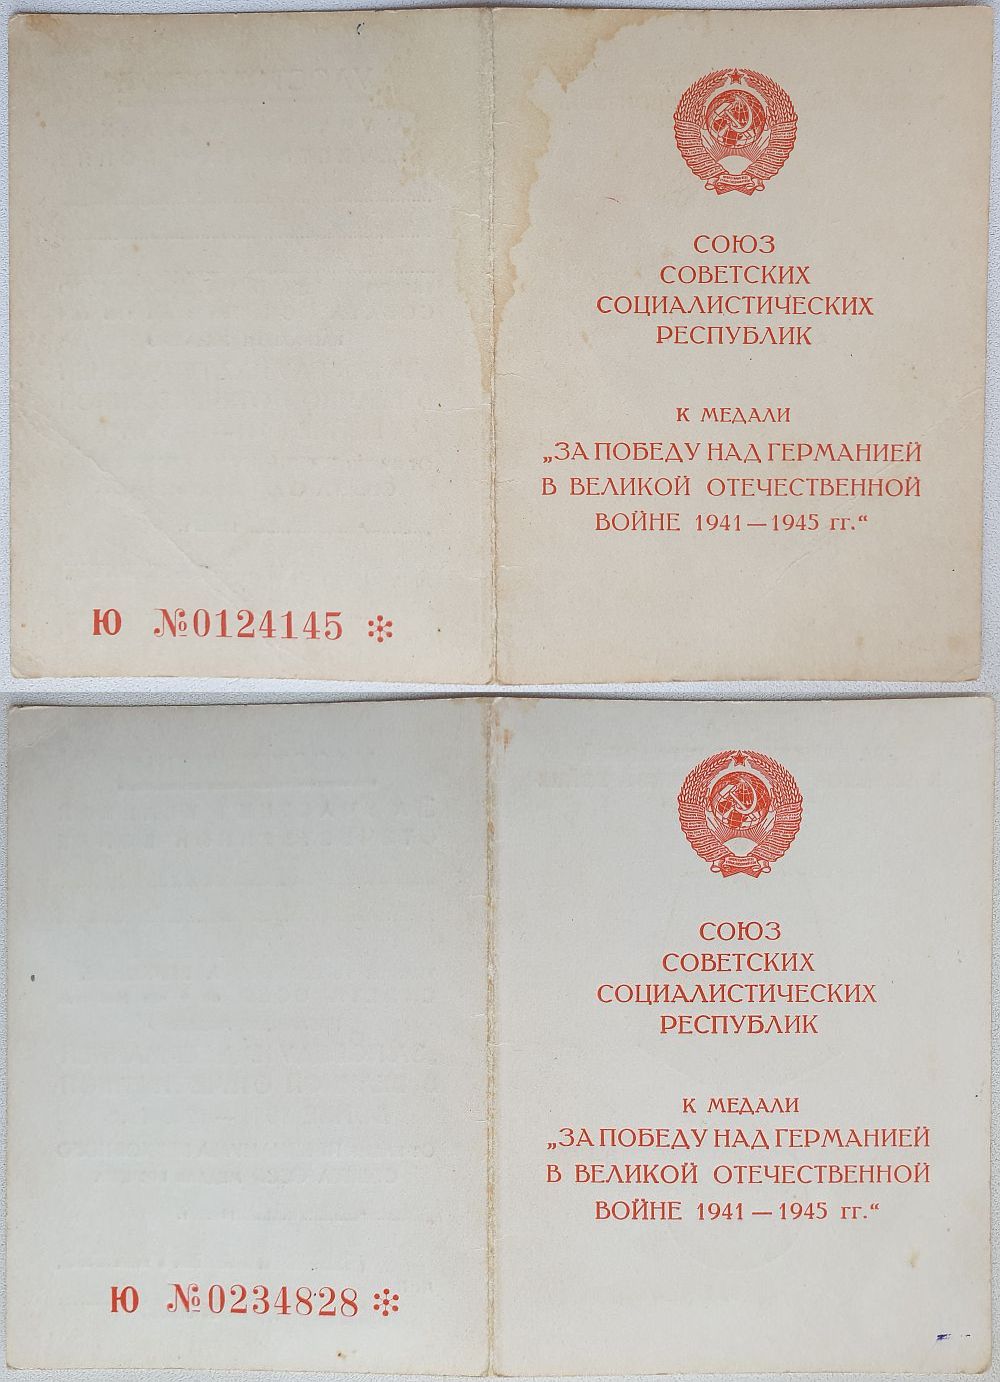 СОЮЗ
СОВЕТСКИХ
СОЦИАЛИСТИЧЕСКИХ
РЕСПУБЛИК
К МЕДАЛИ
„ЗА ПОБЕДУ НАД ГЕРМАНИЕЙ
В ВЕЛИКОЙ ОТЕЧЕСТВЕННОЙ
ВОЙНЕ 1941 — 1945 гг.“
Ю №0124145
СОЮЗ
СОВЕТСКИХ
СОЦИАЛИСТИЧЕСКИХ
РЕСПУБЛИК
К МЕДАЛИ
„ЗА ПОБЕДУ НАД ГЕРМАНИЕЙ
В ВЕЛИКОЙ ОТЕЧЕСТВЕННОЙ
ВОЙНЕ 1941 — 1945 гг.“
Ю №0234828